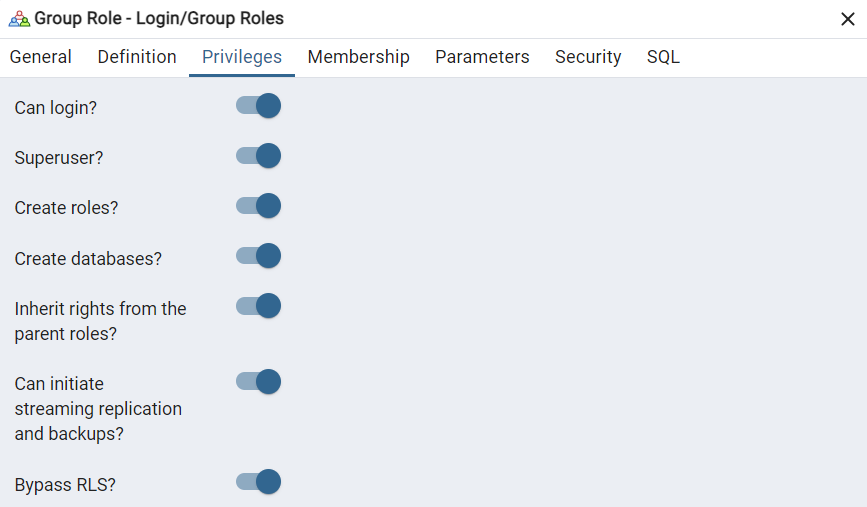 Group Role - Login/Group Roles
General Definition Privileges Membership Parameters Security SQL
Can login?
Superuser?
Create roles?
Create databases?
Inherit rights from the
parent roles?
Can initiate
streaming replication
and backups?
Bypass RLS?